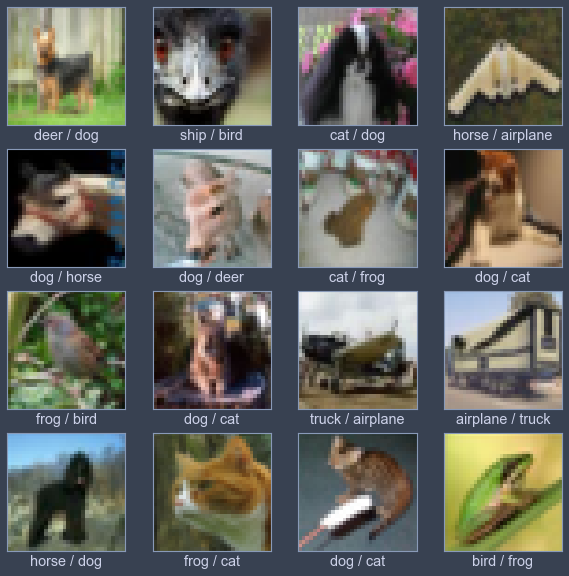 deer / dog
ship / bird
cat / dog
horse / airplane
dog / horse
dog / deer
cat / frog
dog / cat
frog / bird
dog / cat
truck / airplane
airplane / truck
horse / dog
frog / cat
dog / cat
bird / frog